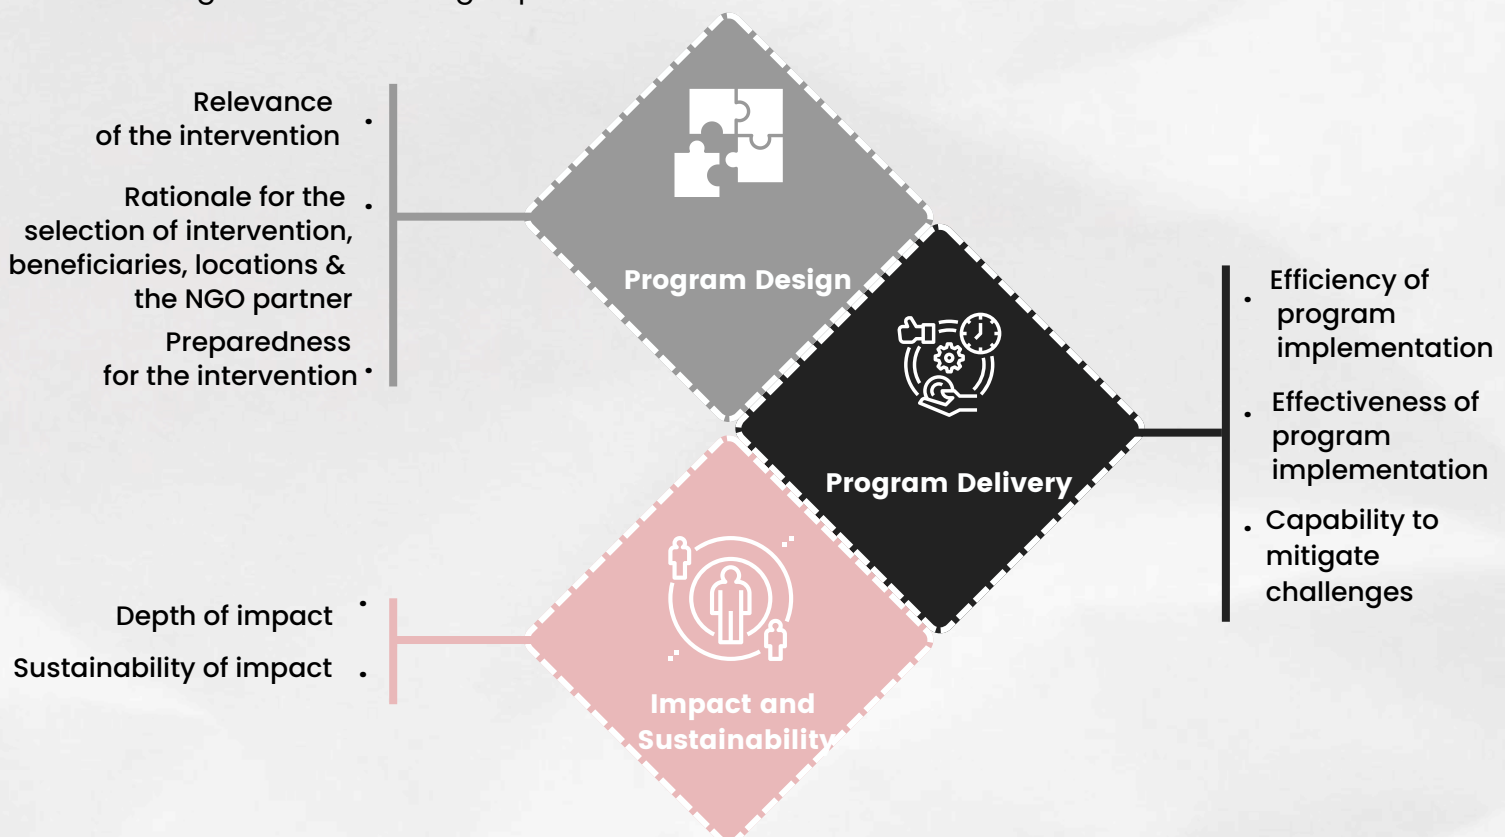 Relevance
of the intervention
Rationale for the
selection of intervention,
beneficiaries, locations &
the NGO partner
Preparedness
for the intervention
Program Design
Efficiency of
program
implementation
Effectiveness of
program
implementation
Capability to
mitigate
challenges
Program Delivery
Depth of impact
Sustainability of impact
Impact and
Sustainability